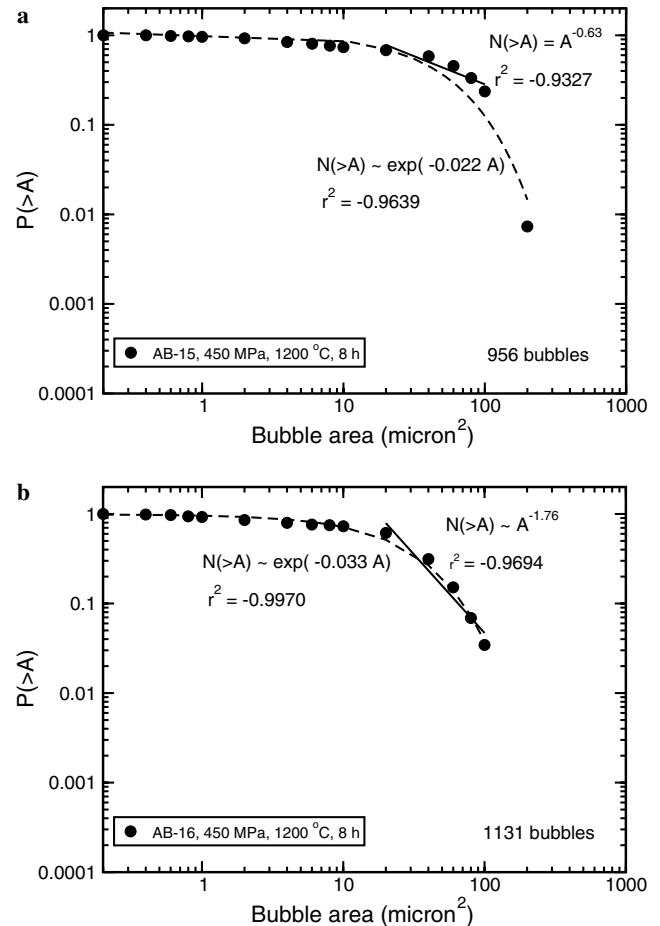 a
1
N(>A) = A^-0.63
r^2 = -0.9327
0.1
P(>A)
N(>A) ~ exp( -0.022 A)
r^2 = -0.9639
0.01
0.001
AB-15, 450 MPa, 1200 °C, 8 h
956 bubbles
0.0001
1 10 100 1000
Bubble area (micron^2)
b
1
N(>A) ~ A^-1.76
N(>A) ~ exp( -0.033 A)
r^2 = -0.9694
r^2 = -0.9970
0.1
P(>A)
0.01
0.001
AB-16, 450 MPa, 1200 °C, 8 h
1131 bubbles
0.0001
1 10 100 1000
Bubble area (micron^2)